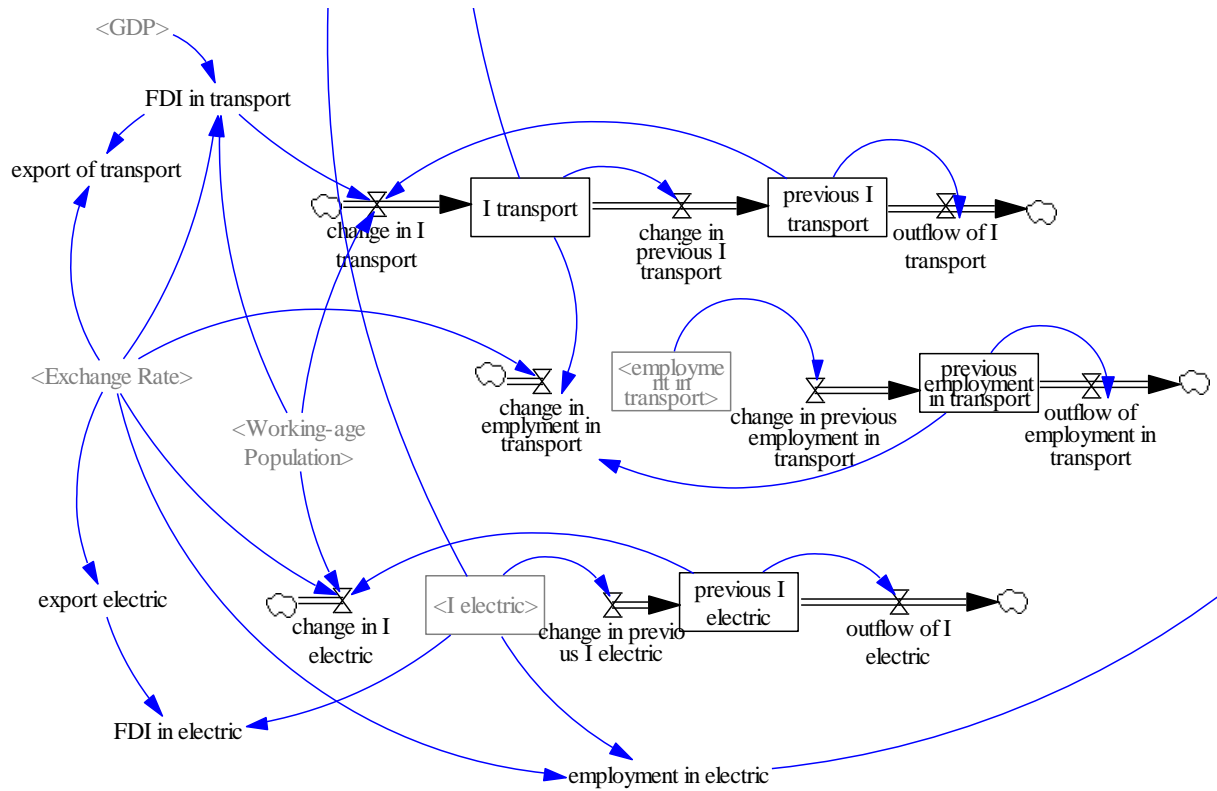 <GDP>
FDI in transport
export of transport
I transport
previous I
transport
change in I
transport
change in
previous I
transport
outflow of I
transport
<Exchange Rate>
<employme
nt in
transport>
previous
employment
in transport
change in
emplyment in
transport
change in previous
employment in
transport
outflow of
employment in
transport
<Working-age
Population>
export electric
<I electric>
previous I
electric
change in I
electric
change in previo
us I electric
outflow of I
electric
FDI in electric
employment in electric